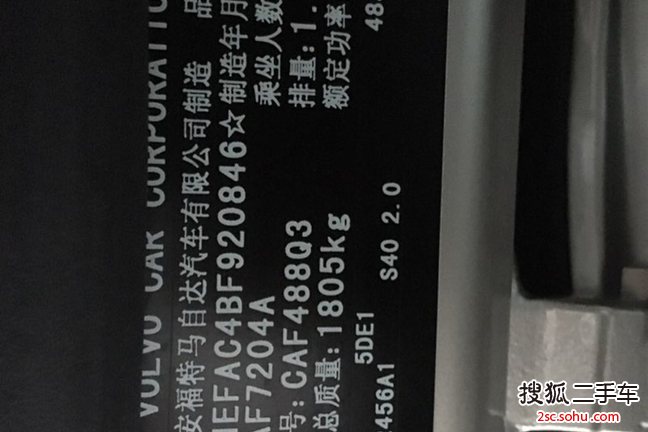 VOLVO CAR CORPORATIO
安福特马自达汽车有限公司制造 品
EFAC4BF920846☆制造年月
AF7204A 乘坐人数
号:CAF488Q3 排量:1.
总质量:1805kg 额定功率
5DE1 48
456A1 S40 2.0
搜狐二手车
2sc.sohu.com